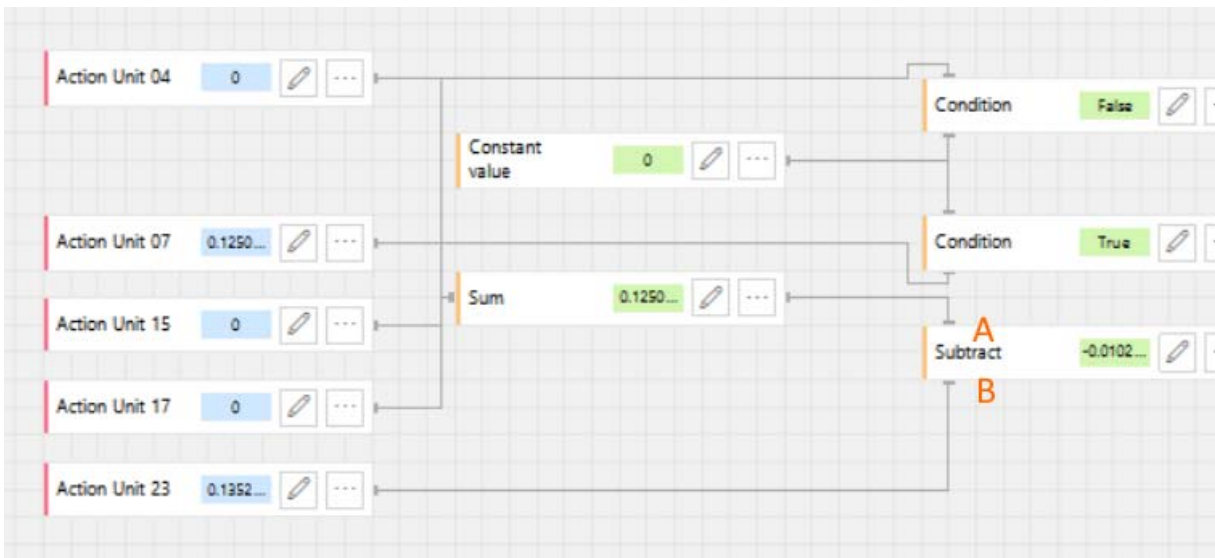 Action Unit 04 0 ...
Condition False
Constant
value 0 ...
Action Unit 07 0.1250... ...
Condition True
Sum 0.1250... ...
Action Unit 15 0 ...
A
Subtract -0.0102...
B
Action Unit 17 0 ...
Action Unit 23 0.1352... ...